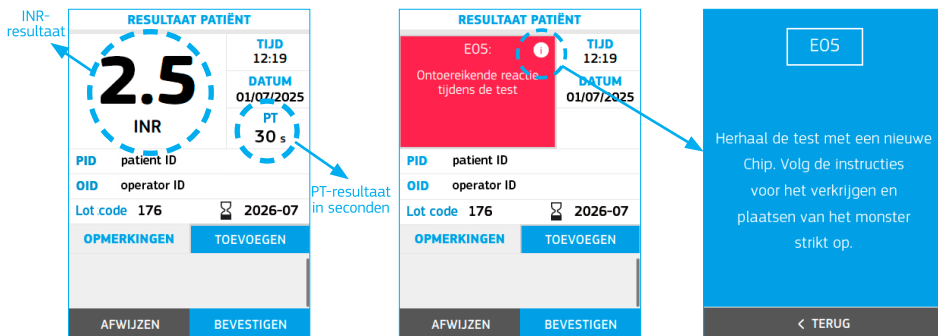 INR-
resultaat
RESULTAAT PATIËNT
2.5
INR
TIJD
12:19
DATUM
01/07/2025
PT
30 s
PID patient ID
OID operator ID
Lot code 176 2026-07
OPMERKINGEN TOEVOEGEN
AFWIJZEN BEVESTIGEN
PT-resultaat
in seconden
RESULTAAT PATIËNT
E05:
i
Ontoereikende reactie
tijdens de test
TIJD
12:19
DATUM
01/07/2025
PID patient ID
OID operator ID
Lot code 176 2026-07
OPMERKINGEN TOEVOEGEN
AFWIJZEN BEVESTIGEN
E05
Herhaal de test met een nieuwe
Chip. Volg de instructies
voor het verkrijgen en
plaatsen van het monster
strikt op.
< TERUG